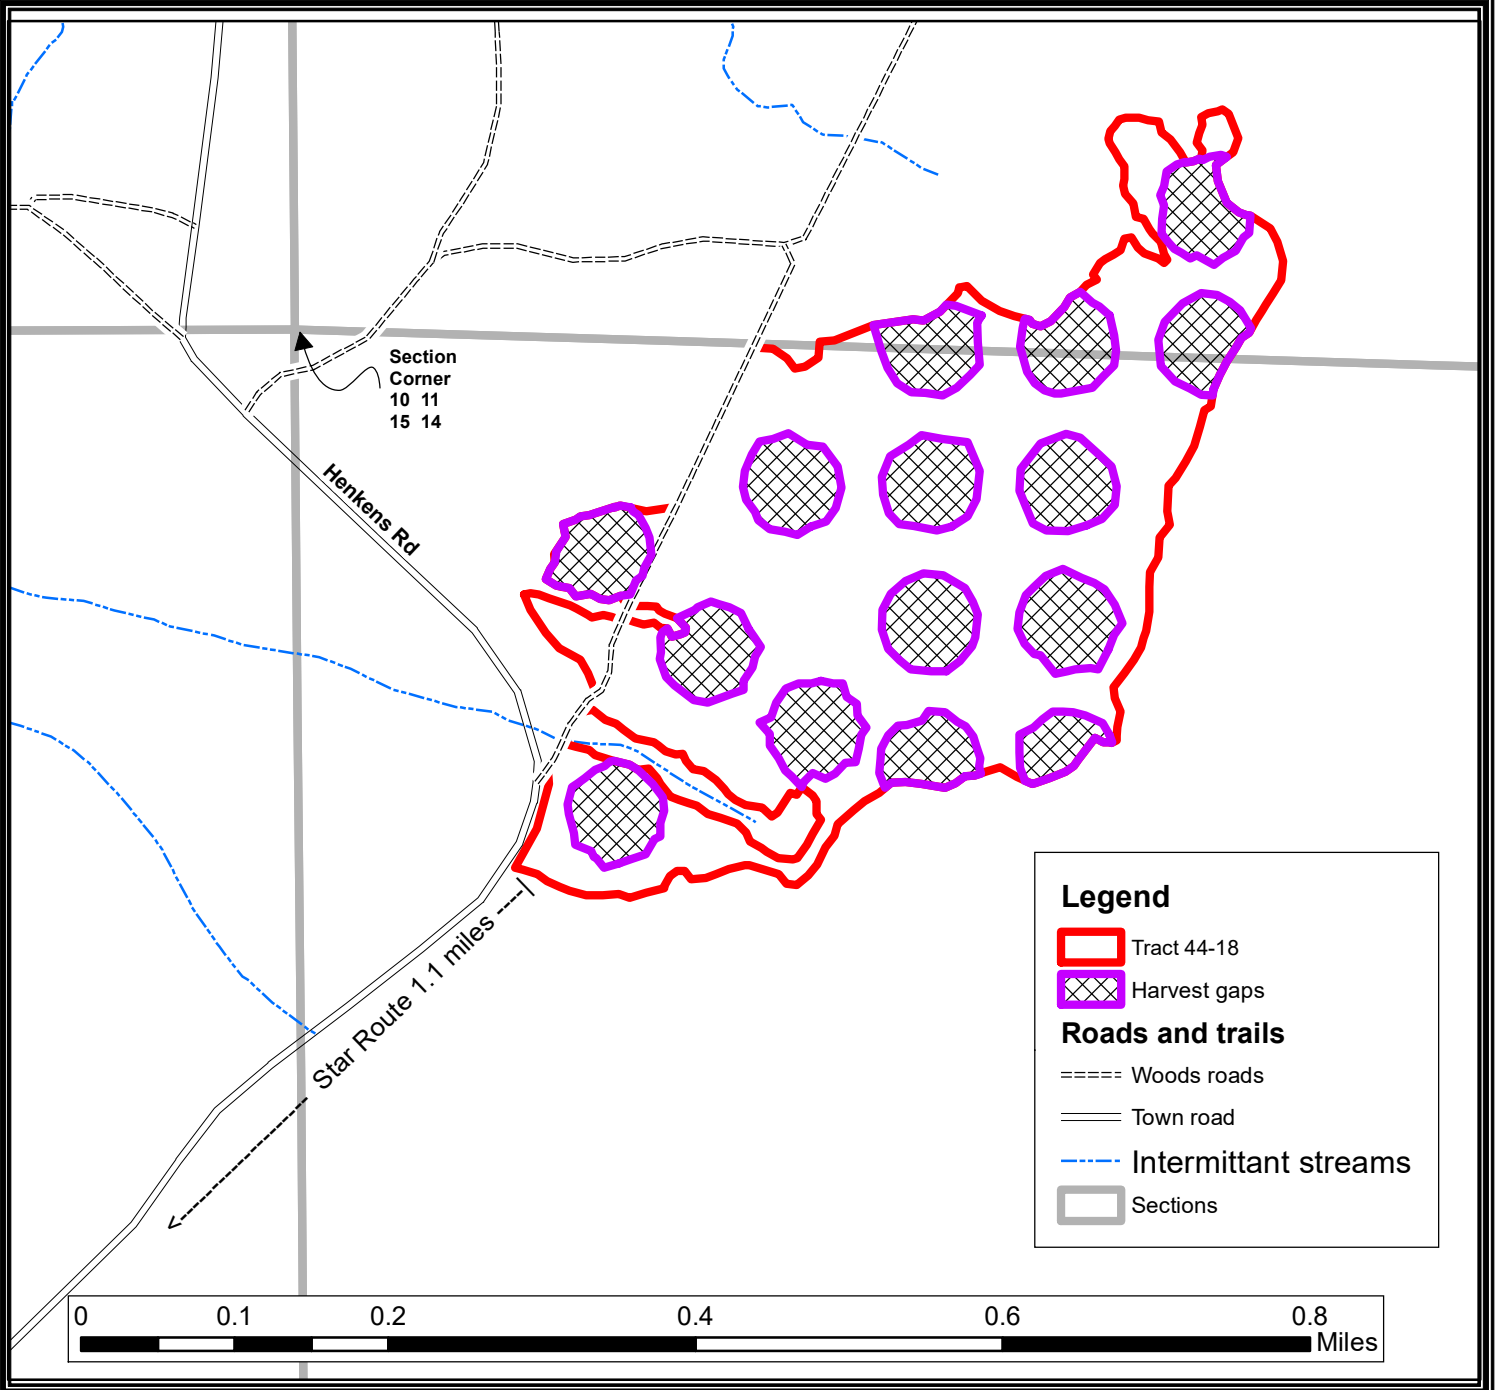 Section
Corner
10 11
15 14
Henkens Rd
Star Route 1.1 miles
Legend
Tract 44-18
Harvest gaps
Roads and trails
Woods roads
Town road
Intermittant streams
Sections
0 0.1 0.2 0.4 0.6 0.8
Miles